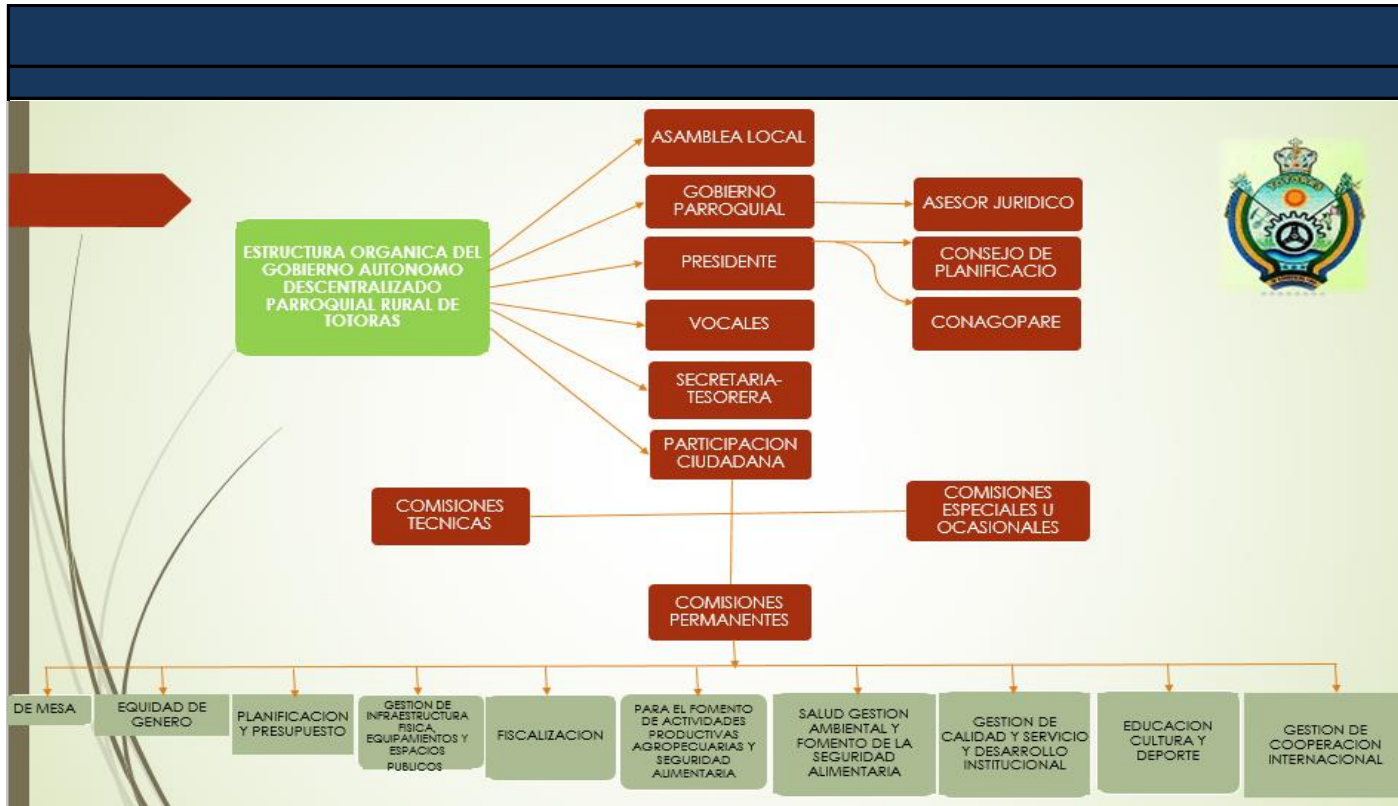 ASAMBLEA LOCAL
GOBIERNO
PARROQUIAL
ASESOR JURIDICO
ESTRUCTURA ORGANICA DEL
GOBIERNO AUTONOMO
DESCENTRALIZADO
PARROQUIAL RURAL DE
TOTORAS
PRESIDENTE
CONSEJO DE
PLANIFICACIO
VOCALES
CONAGOPARE
SECRETARIA-
TESORERA
PARTICIPACION
CIUDADANA
COMISIONES
TECNICAS
COMISIONES
ESPECIALES U
OCASIONALES
COMISIONES
PERMANENTES
DE MESA
EQUIDAD DE
GENERO
PLANIFICACION
Y PRESUPUESTO
GESTION DE
INFRAESTRUCTURA
FISICA,
EQUIPAMIENTOS Y
ESPACIOS
PUBLICOS
FISCALIZACION
PARA EL FOMENTO
DE ACTIVIDADES
PRODUCTIVAS
AGROPECUARIAS Y
SEGURIDAD
ALIMENTARIA
SALUD GESTION
AMBIENTAL Y
FOMENTO DE LA
SEGURIDAD
ALIMENTARIA
GESTION DE
CALIDAD Y SERVICIO
Y DESARROLLO
INSTITUCIONAL
EDUCACION
CULTURA Y
DEPORTE
GESTION DE
COOPERACION
INTERNACIONAL
TOTORAS